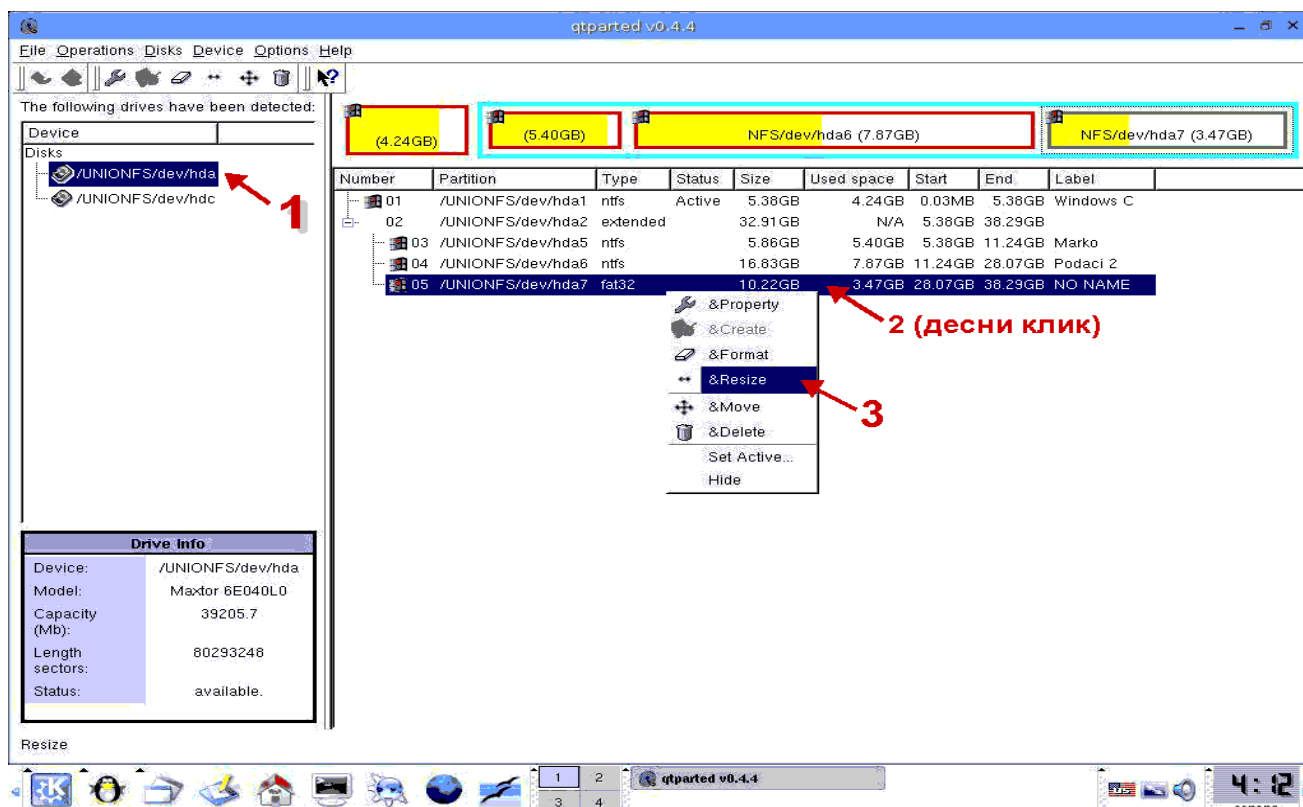 qtparted v0.4.4
File Operations Disks Device Options Help
The following drives have been detected:
Device
Disks
/UNIONFS/dev/hda
/UNIONFS/dev/hdc
1
(4.24GB)
(5.40GB)
NFS/dev/hda6 (7.87GB)
NFS/dev/hda7 (3.47GB)
Number Partition Type Status Size Used space Start End Label
01 /UNIONFS/dev/hda1 ntfs Active 5.38GB 4.24GB 0.03MB 5.38GB Windows C
02 /UNIONFS/dev/hda2 extended 32.91GB N/A 5.38GB 38.29GB
03 /UNIONFS/dev/hda5 ntfs 5.86GB 5.40GB 5.38GB 11.24GB Marko
04 /UNIONFS/dev/hda6 ntfs 16.83GB 7.87GB 11.24GB 28.07GB Podaci 2
05 /UNIONFS/dev/hda7 fat32 10.22GB 3.47GB 28.07GB 38.29GB NO NAME
2 (десни клик)
&Property
&Create
&Format
&Resize
&Move
&Delete
Set Active...
Hide
3
Drive Info
Device: /UNIONFS/dev/hda
Model: Maxtor 6E040L0
Capacity (Mb): 39205.7
Length sectors: 80293248
Status: available.
Resize
1 2
3 4
qtparted v0.4.4
4:12